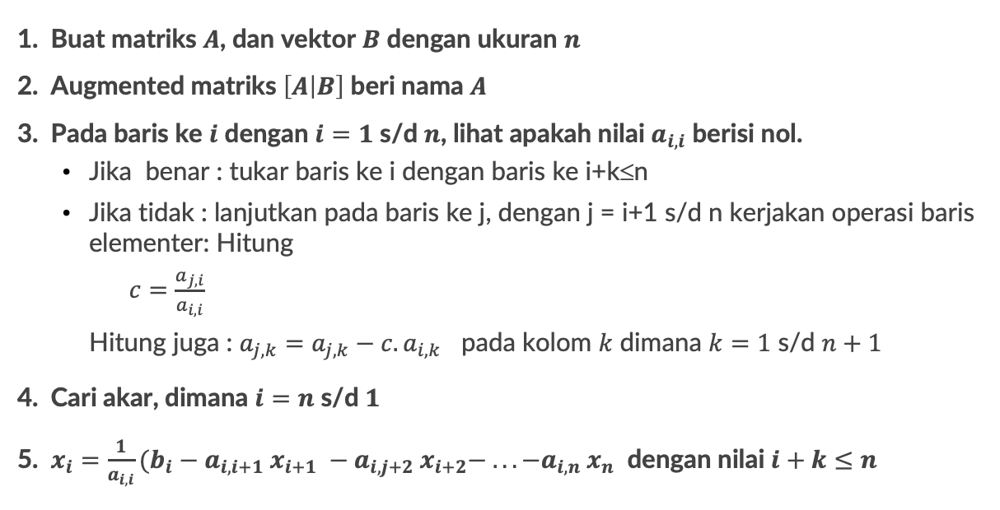 1. Buat matriks A, dan vektor B dengan ukuran n
2. Augmented matriks [A|B] beri nama A
3. Pada baris ke i dengan i = 1 s/d n, lihat apakah nilai a_{i,i} berisi nol.
• Jika benar : tukar baris ke i dengan baris ke i+k≤n
• Jika tidak : lanjutkan pada baris ke j, dengan j = i+1 s/d n kerjakan operasi baris
elementer: Hitung
c = \frac{a_{j,i}}{a_{i,i}}
Hitung juga : a_{j,k} = a_{j,k} − c. a_{i,k} pada kolom k dimana k = 1 s/d n + 1
4. Cari akar, dimana i = n s/d 1
5. x_i = \frac{1}{a_{i,i}} (b_i − a_{i,i+1} x_{i+1} − a_{i,j+2} x_{i+2}− … −a_{i,n} x_n dengan nilai i + k ≤ n